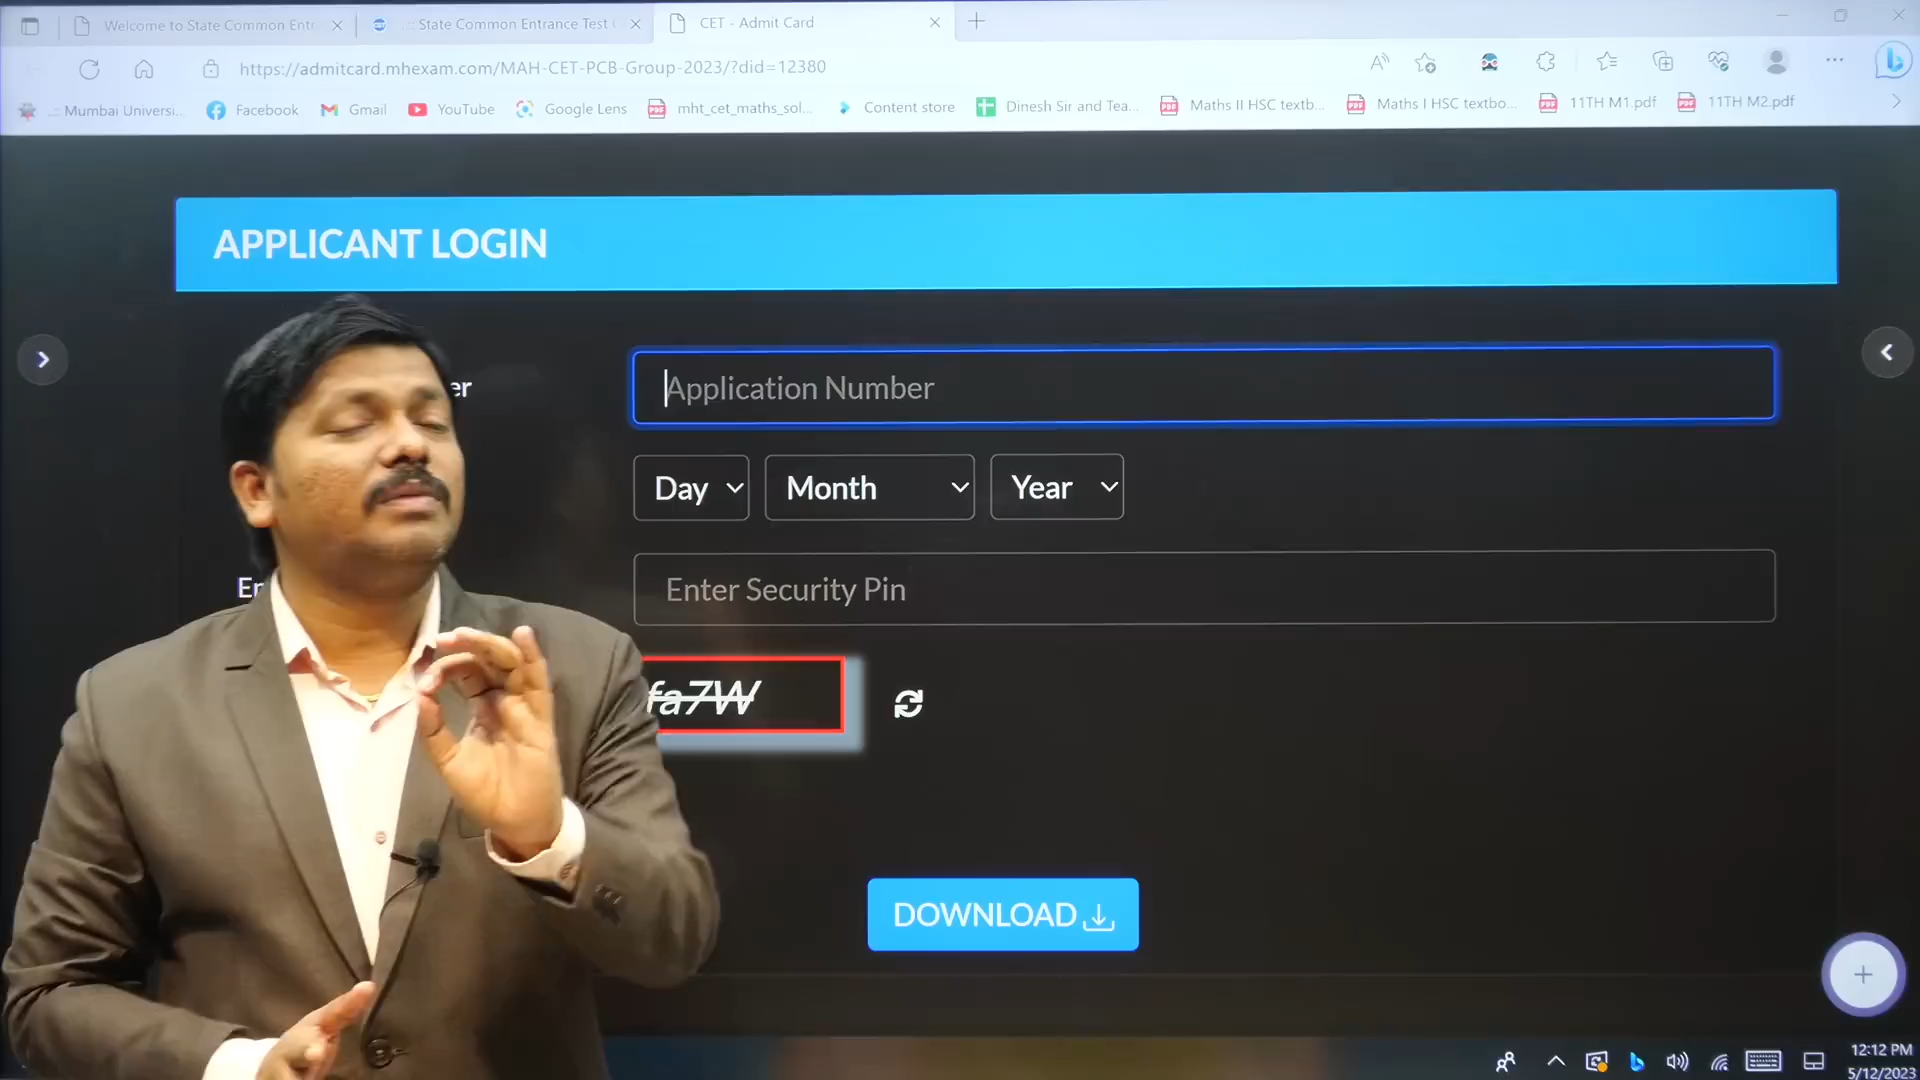 Welcome to State Common Entr
State Common Entrance Test C
CET - Admit Card
https://admitcard.mhexam.com/MAH-CET-PCB-Group-2023/?did=12380
Mumbai Universi...
Facebook
Gmail
YouTube
Google Lens
mht_cet_maths_sol...
Content store
Dinesh Sir and Tea...
Maths II HSC textb...
Maths I HSC textbo...
11TH M1.pdf
11TH M2.pdf
APPLICANT LOGIN
er
Application Number
Day
Month
Year
En
Enter Security Pin
fa7W
DOWNLOAD
12:12 PM
5/12/2023